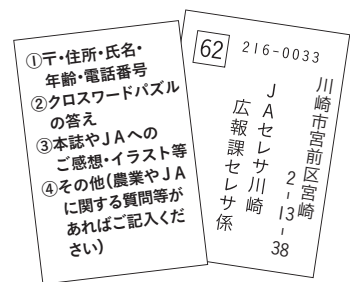 ①〒・住所・氏名・
年齢・電話番号
②クロスワードパズル
の答え
③本誌やJAへの
ご感想・イラスト等
④その他(農業やJA
に関する質問等が
あればご記入くだ
さい)
62
216-0033
川崎市宮前区宮崎
2-13-38
JAセレサ川崎
広報課セレサ係